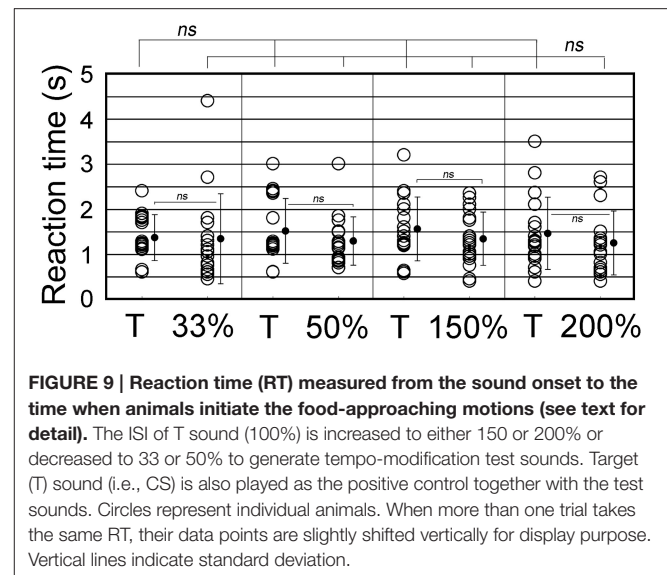 ns
ns
Reaction time (s)
5
4
3
2
1
0
ns
ns
ns
ns
T 33% T 50% T 150% T 200%
FIGURE 9 | Reaction time (RT) measured from the sound onset to the
time when animals initiate the food-approaching motions (see text for
detail). The ISI of T sound (100%) is increased to either 150 or 200% or
decreased to 33 or 50% to generate tempo-modification test sounds. Target
(T) sound (i.e., CS) is also played as the positive control together with the test
sounds. Circles represent individual animals. When more than one trial takes
the same RT, their data points are slightly shifted vertically for display purpose.
Vertical lines indicate standard deviation.